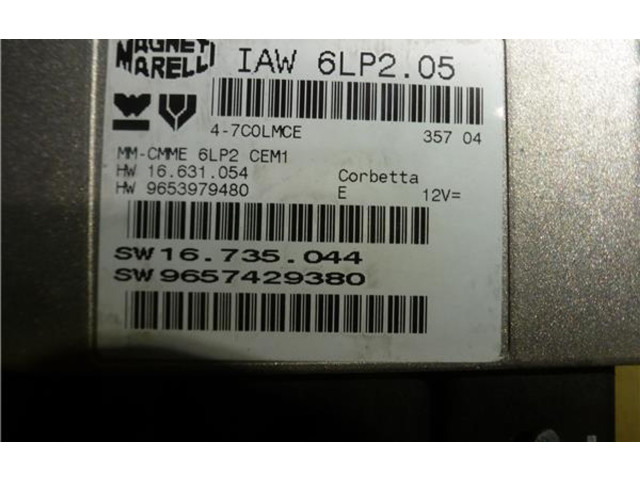 MAGNETI
MARELLI
IAW 6LP2.05
4-7COLMCE 357 04
MM-CMME 6LP2 CEM1
HW 16.631.054 Corbetta
HW 9653979480 E 12V=
SW16.735.044
SW9657429380